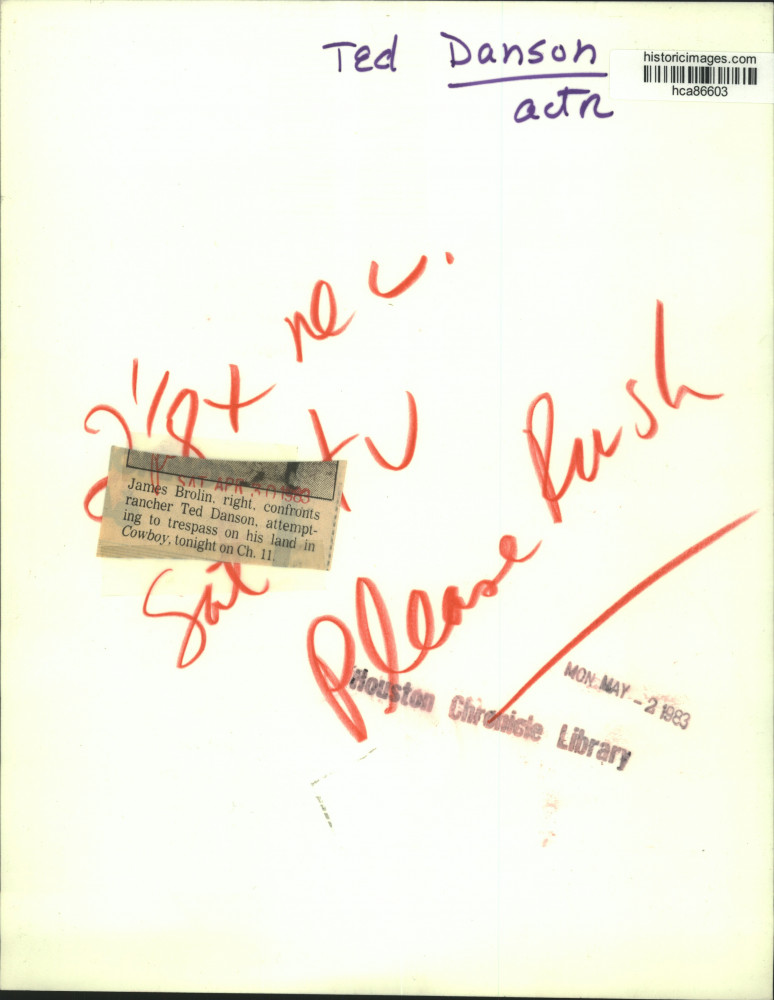 Ted Danson
actr
historicimages.com
hca86603
2 1/8 x
TV
SAT APR 30 1983
James Brolin, right, confronts
rancher Ted Danson, attempt-
ing to trespass on his land in
Cowboy, tonight on Ch. 11.
Sat
Please Rush
MON MAY - 2 1983
Houston Chronicle Library